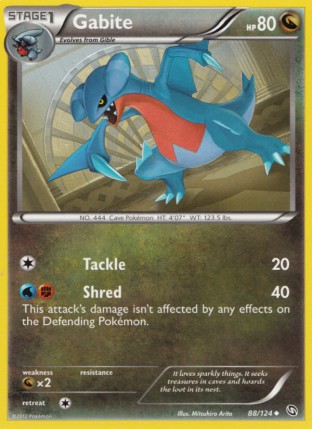 STAGE1
Gabite
HP80
Evolves from Gible
NO. 444 Cave Pokémon. HT. 4'07" WT. 123.5 lbs.
Tackle 20
Shred 40
This attack's damage isn't affected by any effects on
the Defending Pokémon.
weakness resistance
×2
It loves sparkly things. It seeks
treasures in caves and hoards
the loot in its nest.
retreat
©2012 Pokémon
Illus. Mitsuhiro Arita
88/124